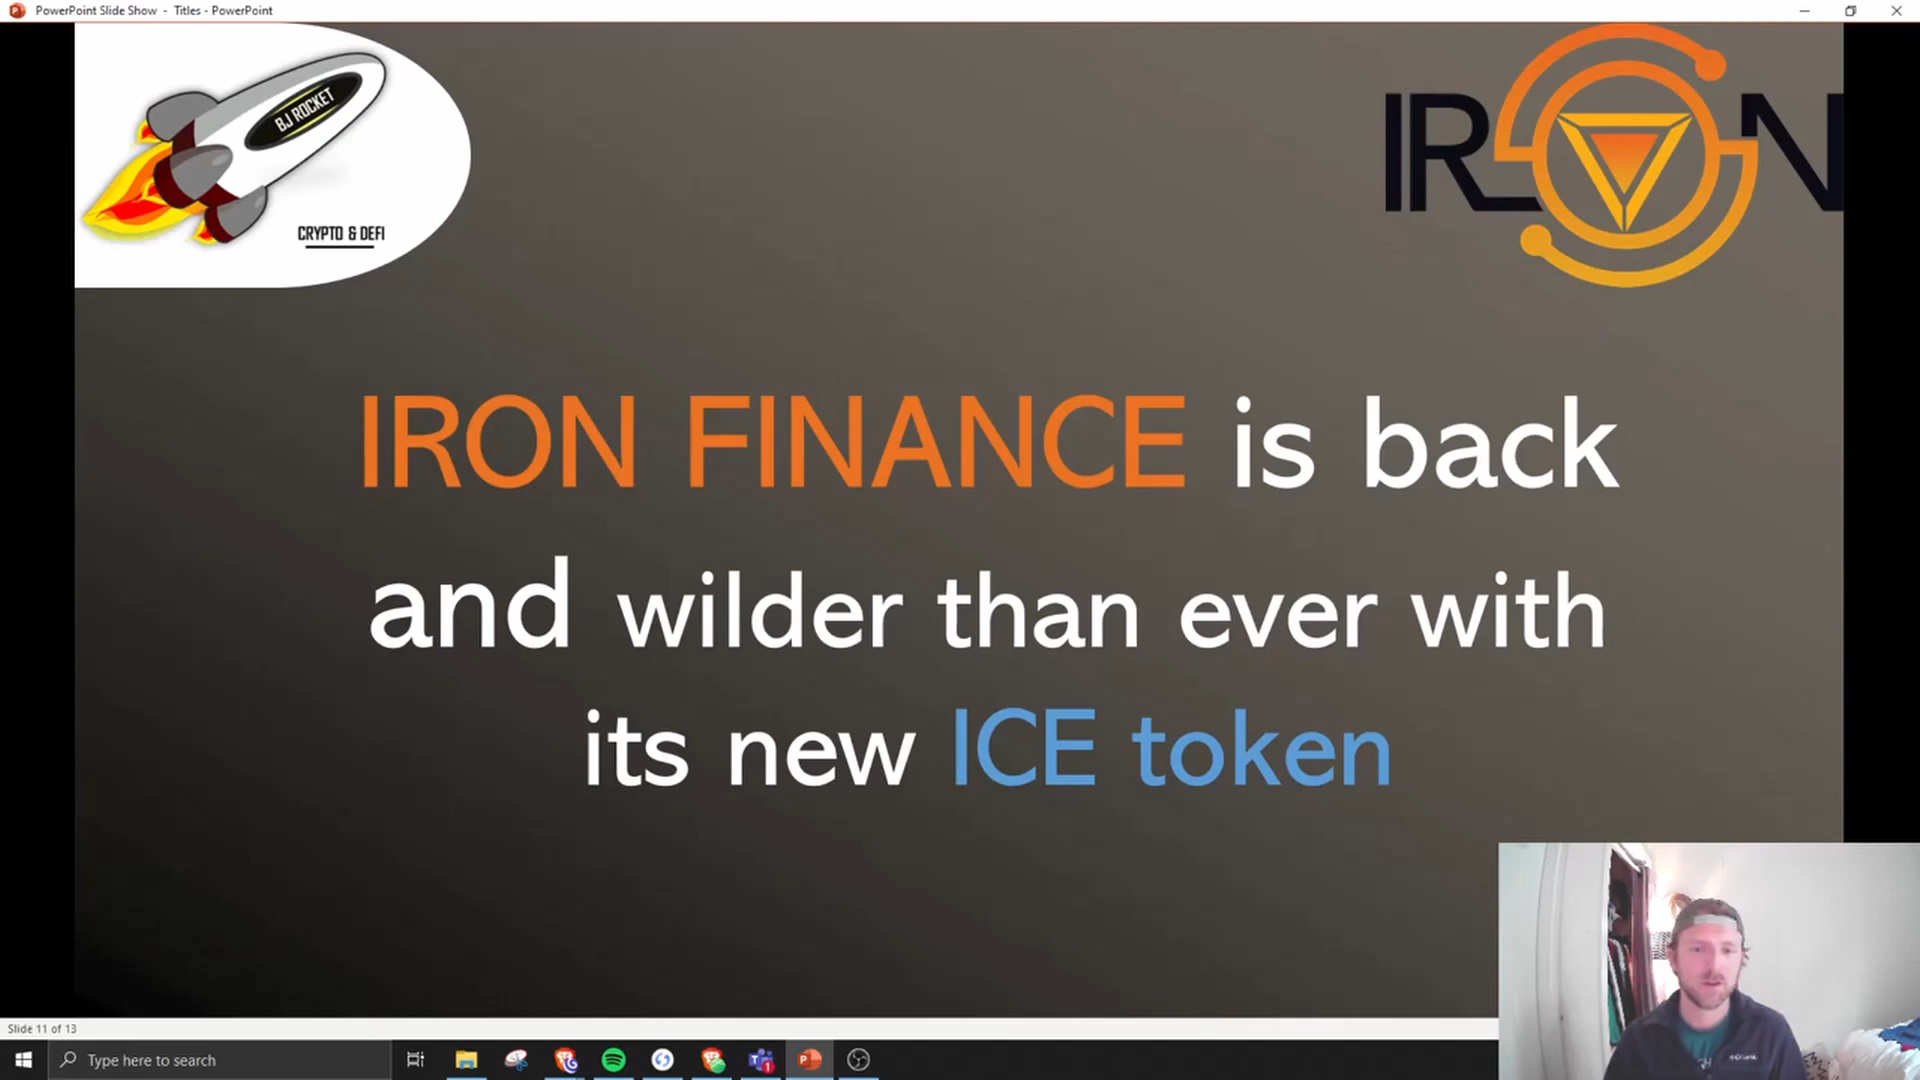 PowerPoint Slide Show - Titles - PowerPoint
BJ ROCKET
CRYPTO & DEFI
IRON
IRON FINANCE is back
and wilder than ever with
its new ICE token
Slide 11 of 13
Type here to search